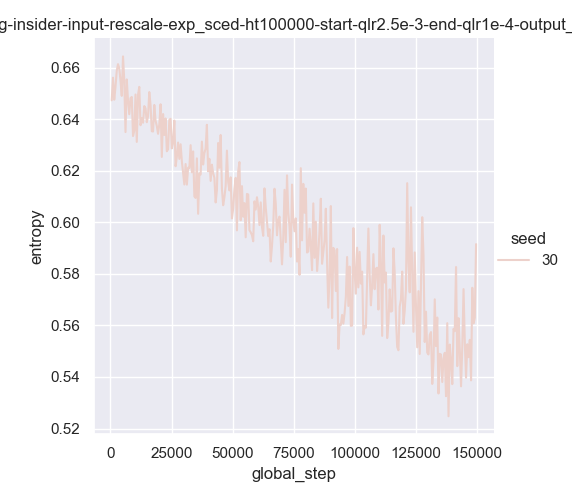 g-insider-input-rescale-exp_sced-ht100000-start-qlr2.5e-3-end-qlr1e-4-output_
0.66
0.64
0.62
0.60
0.58
0.56
0.54
0.52
entropy
0 25000 50000 75000 100000 125000 150000
global_step
seed
30